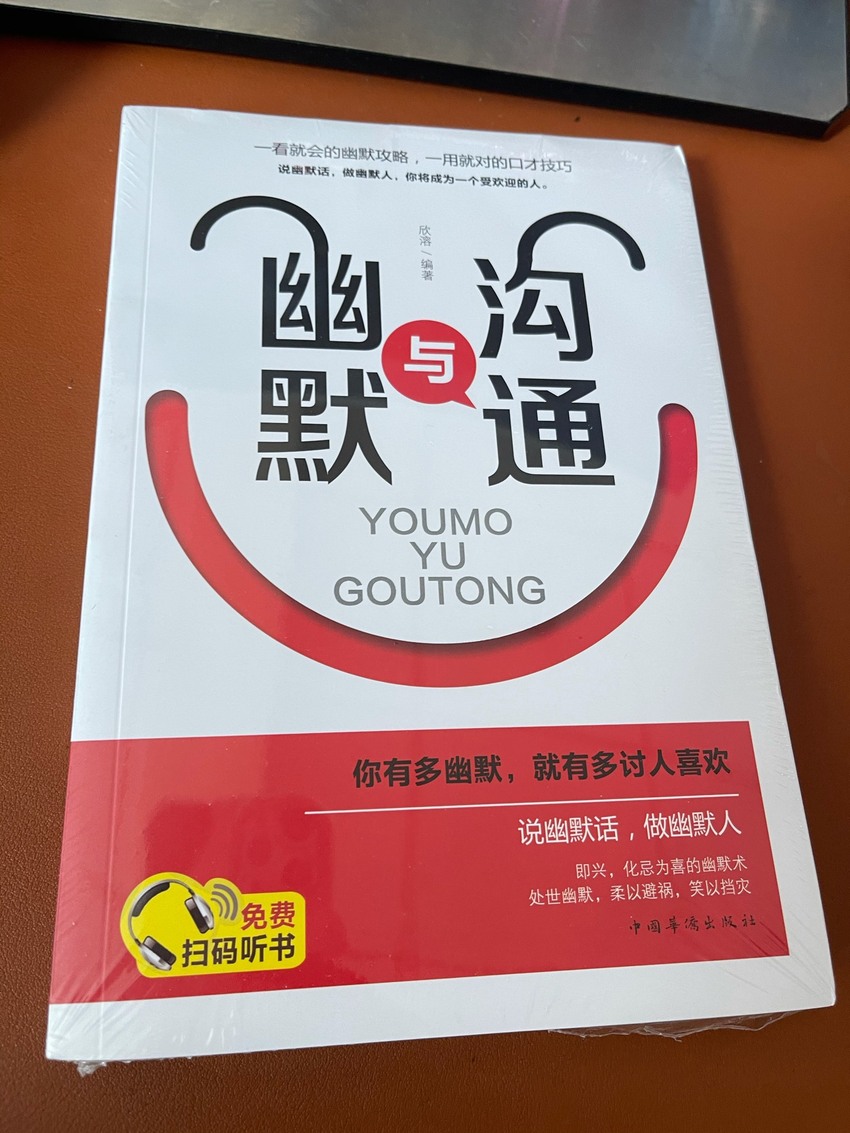 一看就会的幽默攻略，一用就对的口才技巧
说幽默话，做幽默人，你将成为一个受欢迎的人。
欣溶/编著
幽默
与
沟通
YOUMO
YU
GOUTONG
你有多幽默，就有多讨人喜欢
说幽默话，做幽默人
即兴，化忌为喜的幽默术
处世幽默，柔以避祸，笑以挡灾
中国华侨出版社
免费
扫码听书